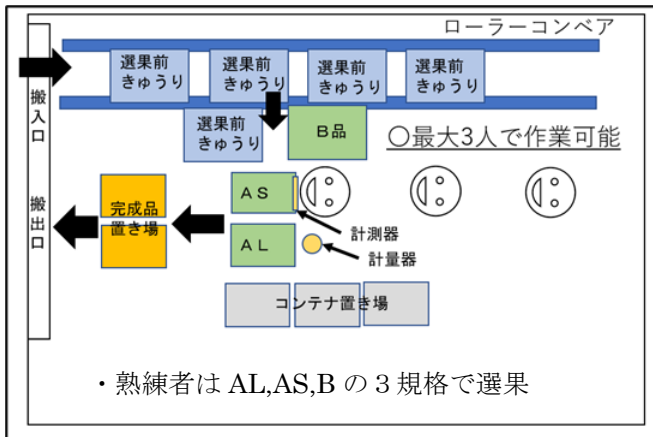 ローラーコンベア
選果前
きゅうり
選果前
きゅうり
選果前
きゅうり
選果前
きゅうり
搬入口
選果前
きゅうり
B品
〇最大3人で作業可能
AS
完成品
置き場
計測器
搬出口
AL
計量器
コンテナ置き場
・熟練者は AL,AS,B の３規格で選果